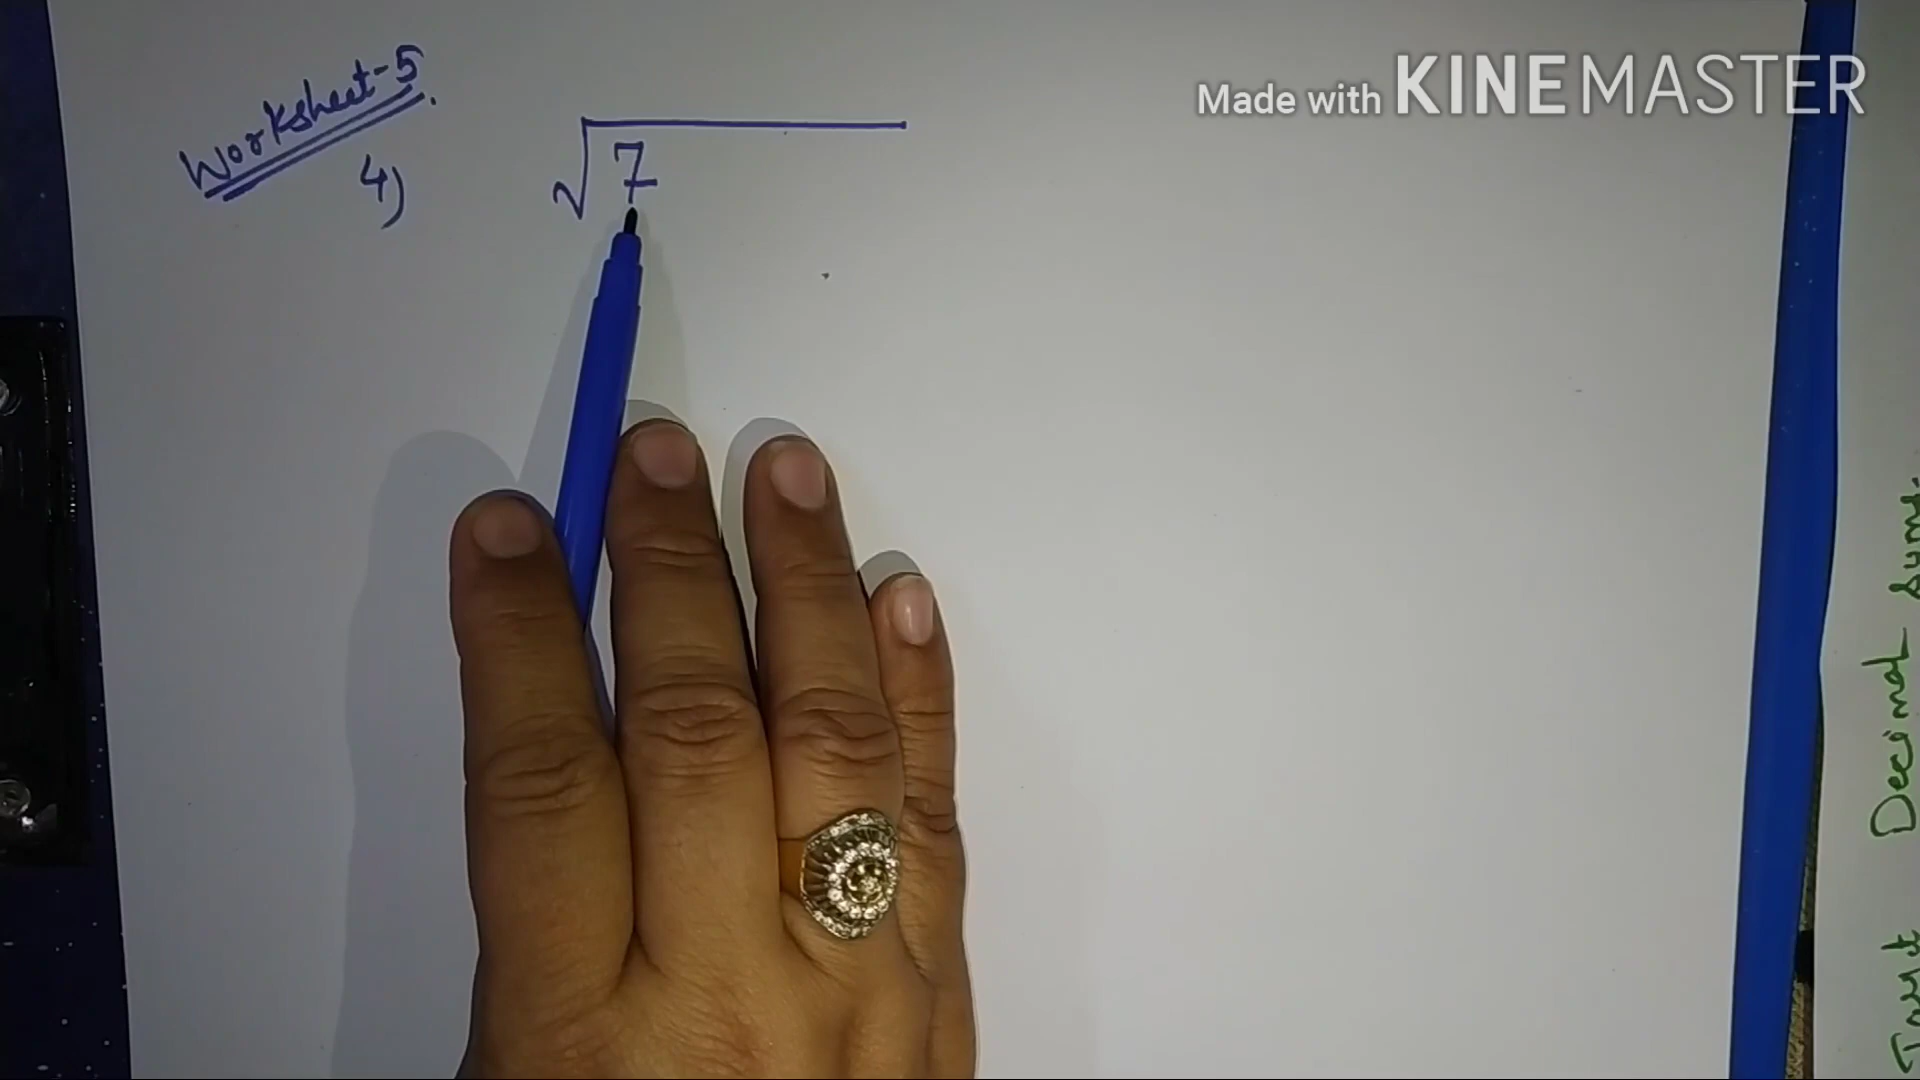 Made with KINEMASTER
Worksheet-5.
4)
√7
Decimal sums.